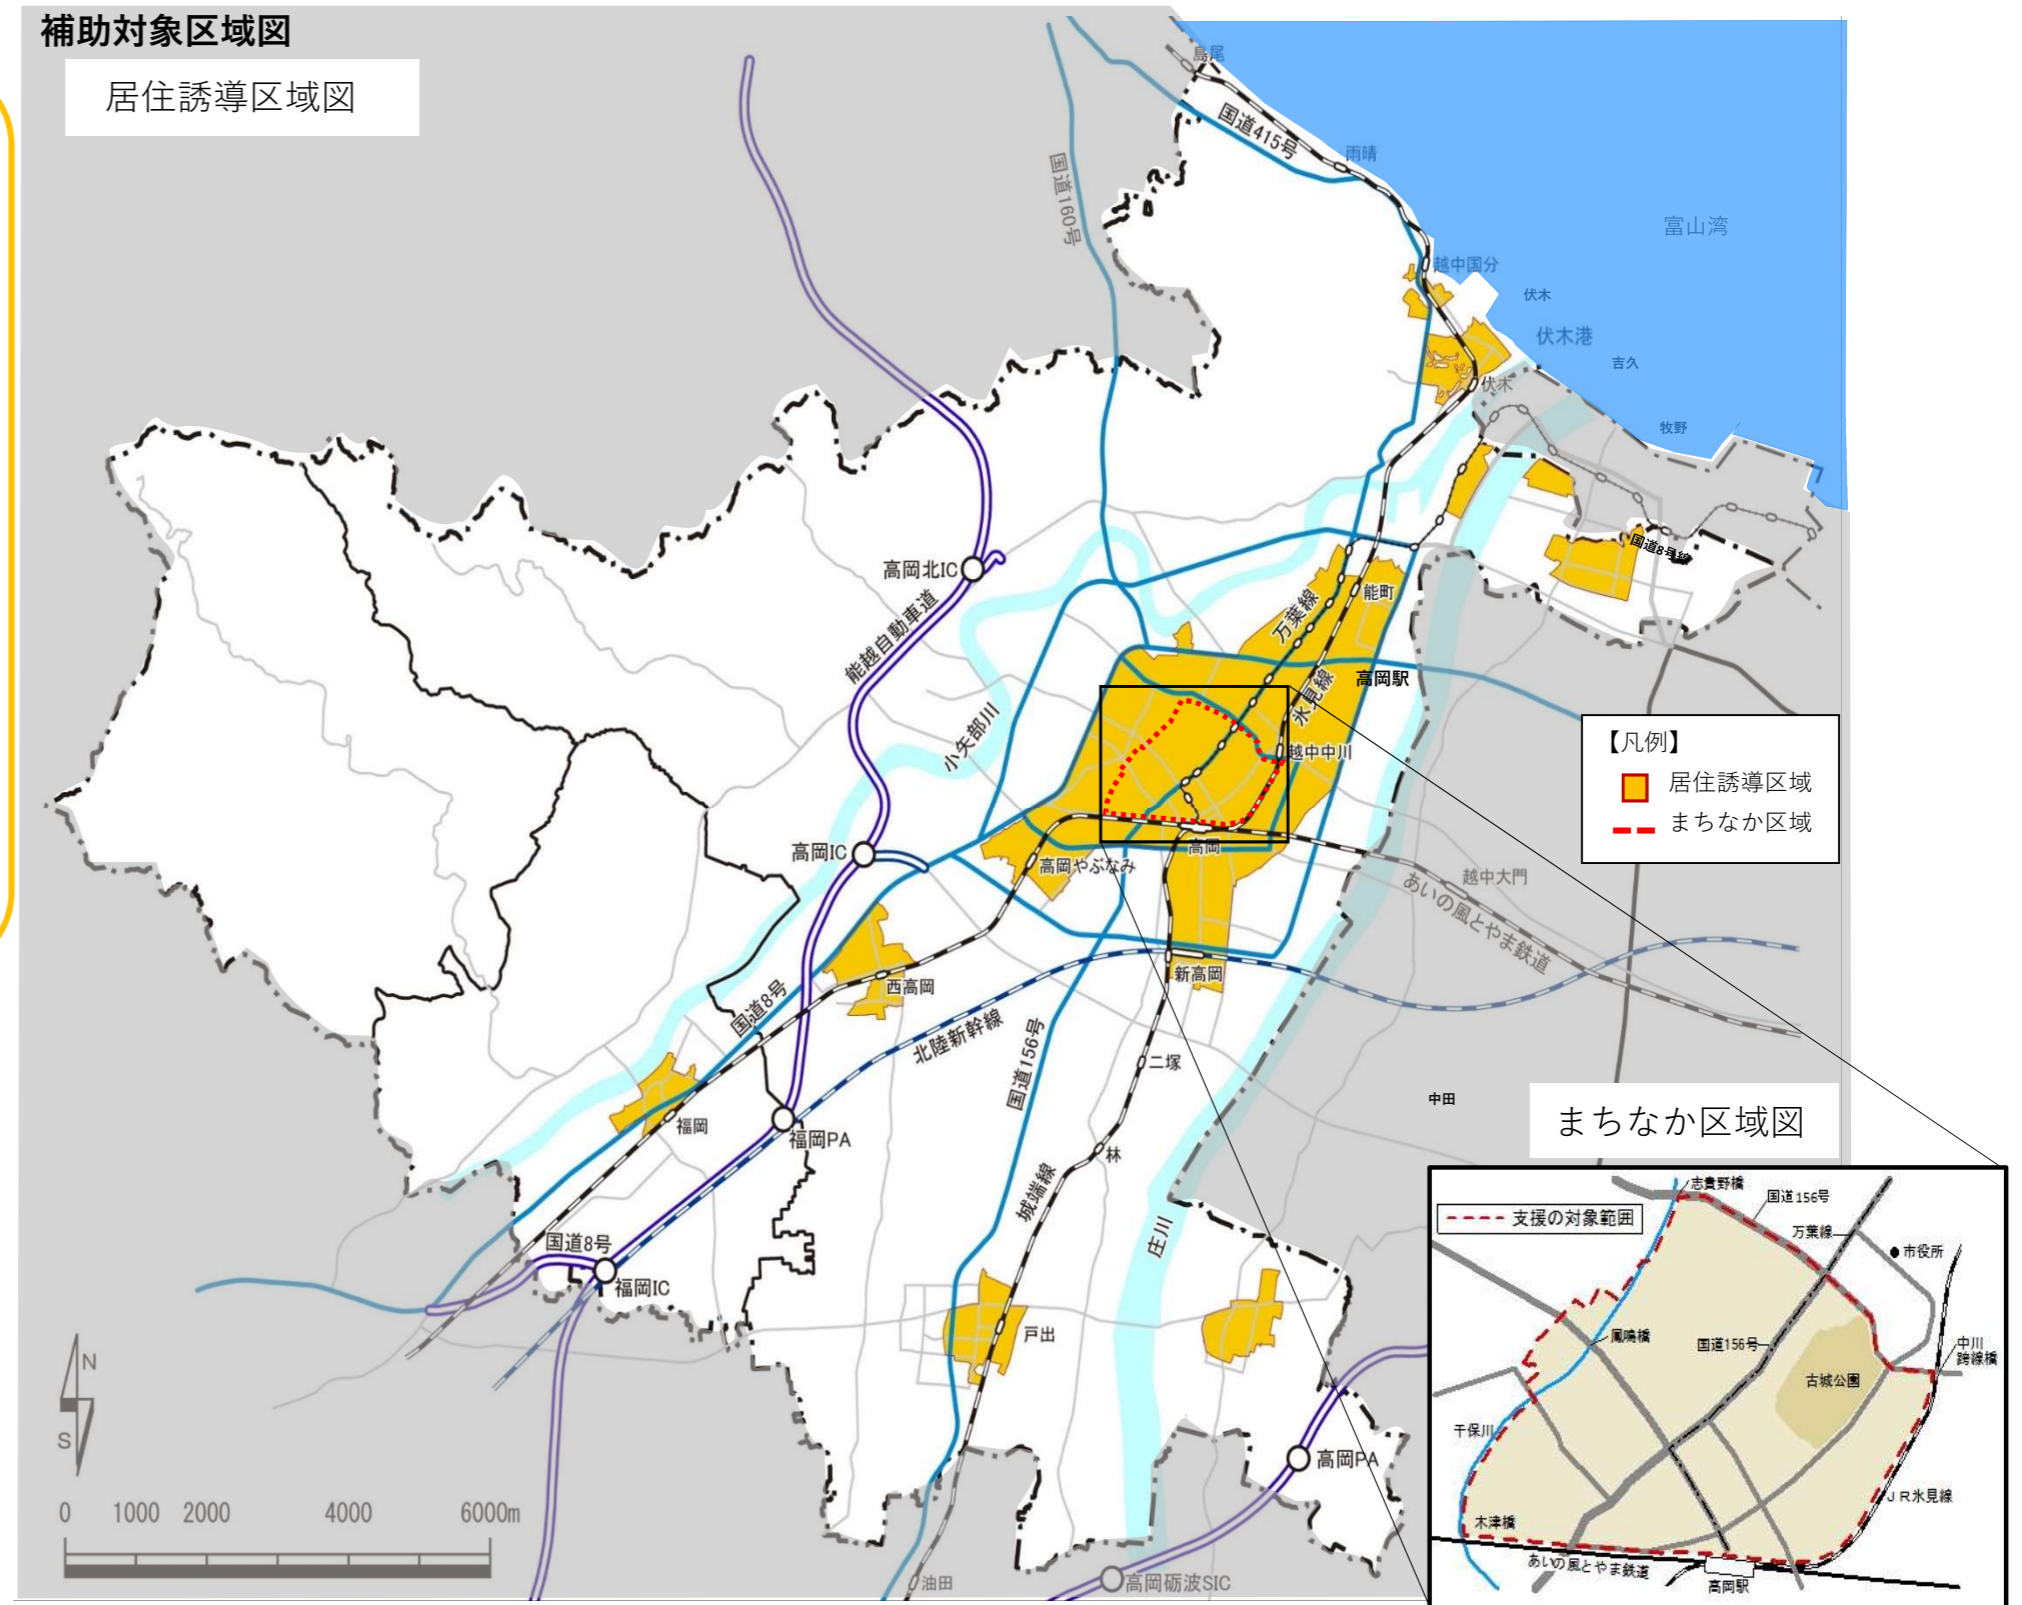 補助対象区域図
居住誘導区域図
島尾
国道415号
雨晴
国道160号
富山湾
越中国分
伏木
伏木港
吉久
伏木
牧野
国道8号線
高岡北IC
能町
万葉線
能越自動車道
高岡駅
氷見線
小矢部川
越中中川
【凡例】
居住誘導区域
まちなか区域
高岡IC
高岡
高岡やぶなみ
越中大門
あいの風とやま鉄道
西高岡
新高岡
国道8号
北陸新幹線
国道156号
二塚
中田
福岡
福岡PA
林
城端線
庄川
国道8号
福岡IC
戸出
高岡PA
高岡砺波SIC
油田
N
S
0 1000 2000 4000 6000m
まちなか区域図
志貴野橋
国道156号
支援の対象範囲
万葉線
市役所
鳳鳴橋
国道156号
中川
跨線橋
古城公園
千保川
JR氷見線
木津橋
あいの風とやま鉄道
高岡駅